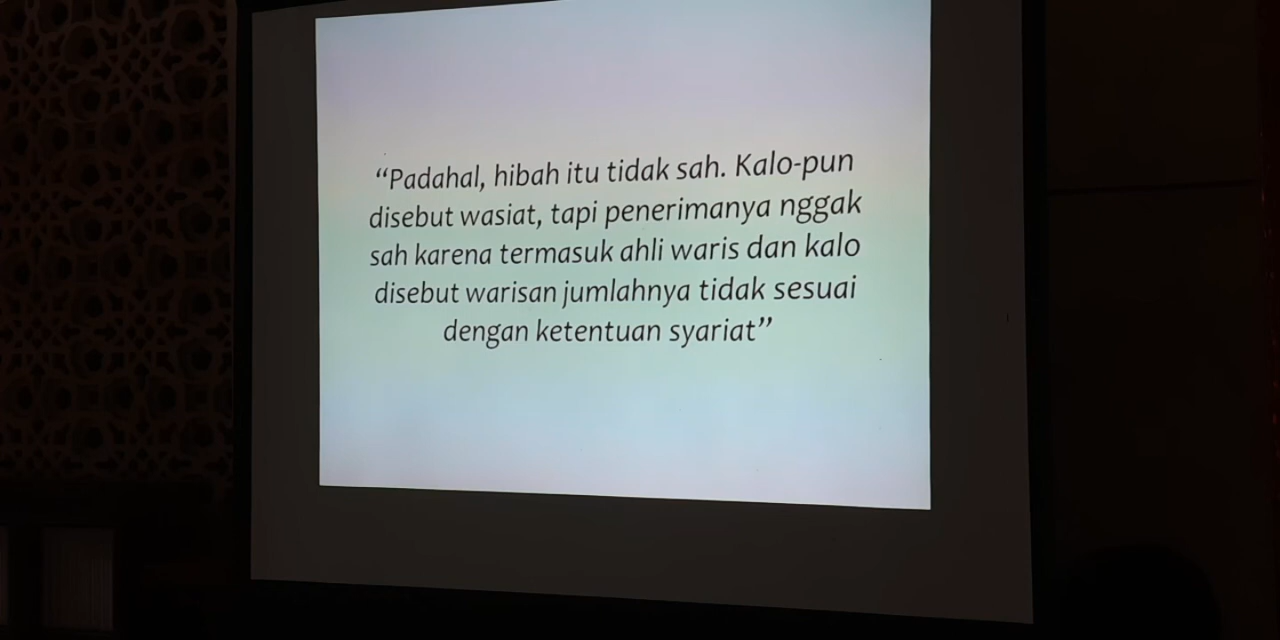 “Padahal, hibah itu tidak sah. Kalo-pun
disebut wasiat, tapi penerimanya nggak
sah karena termasuk ahli waris dan kalo
disebut warisan jumlahnya tidak sesuai
dengan ketentuan syariat”